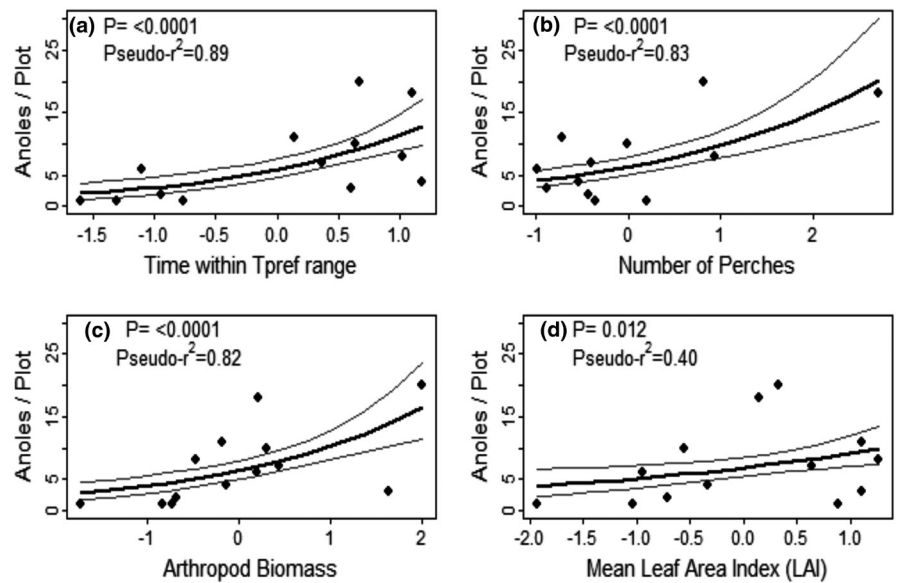 (a) P= <0.0001
Pseudo-r²=0.89
Anoles / Plot
25
15
5
0
-1.5 -1.0 -0.5 0.0 0.5 1.0
Time within Tpref range
(b) P= <0.0001
Pseudo-r²=0.83
Anoles / Plot
25
15
5
0
-1 0 1 2
Number of Perches
(c) P= <0.0001
Pseudo-r²=0.82
Anoles / Plot
25
15
5
0
-1 0 1 2
Arthropod Biomass
(d) P= 0.012
Pseudo-r²=0.40
Anoles / Plot
25
15
5
0
-2.0 -1.5 -1.0 -0.5 0.0 0.5 1.0
Mean Leaf Area Index (LAI)